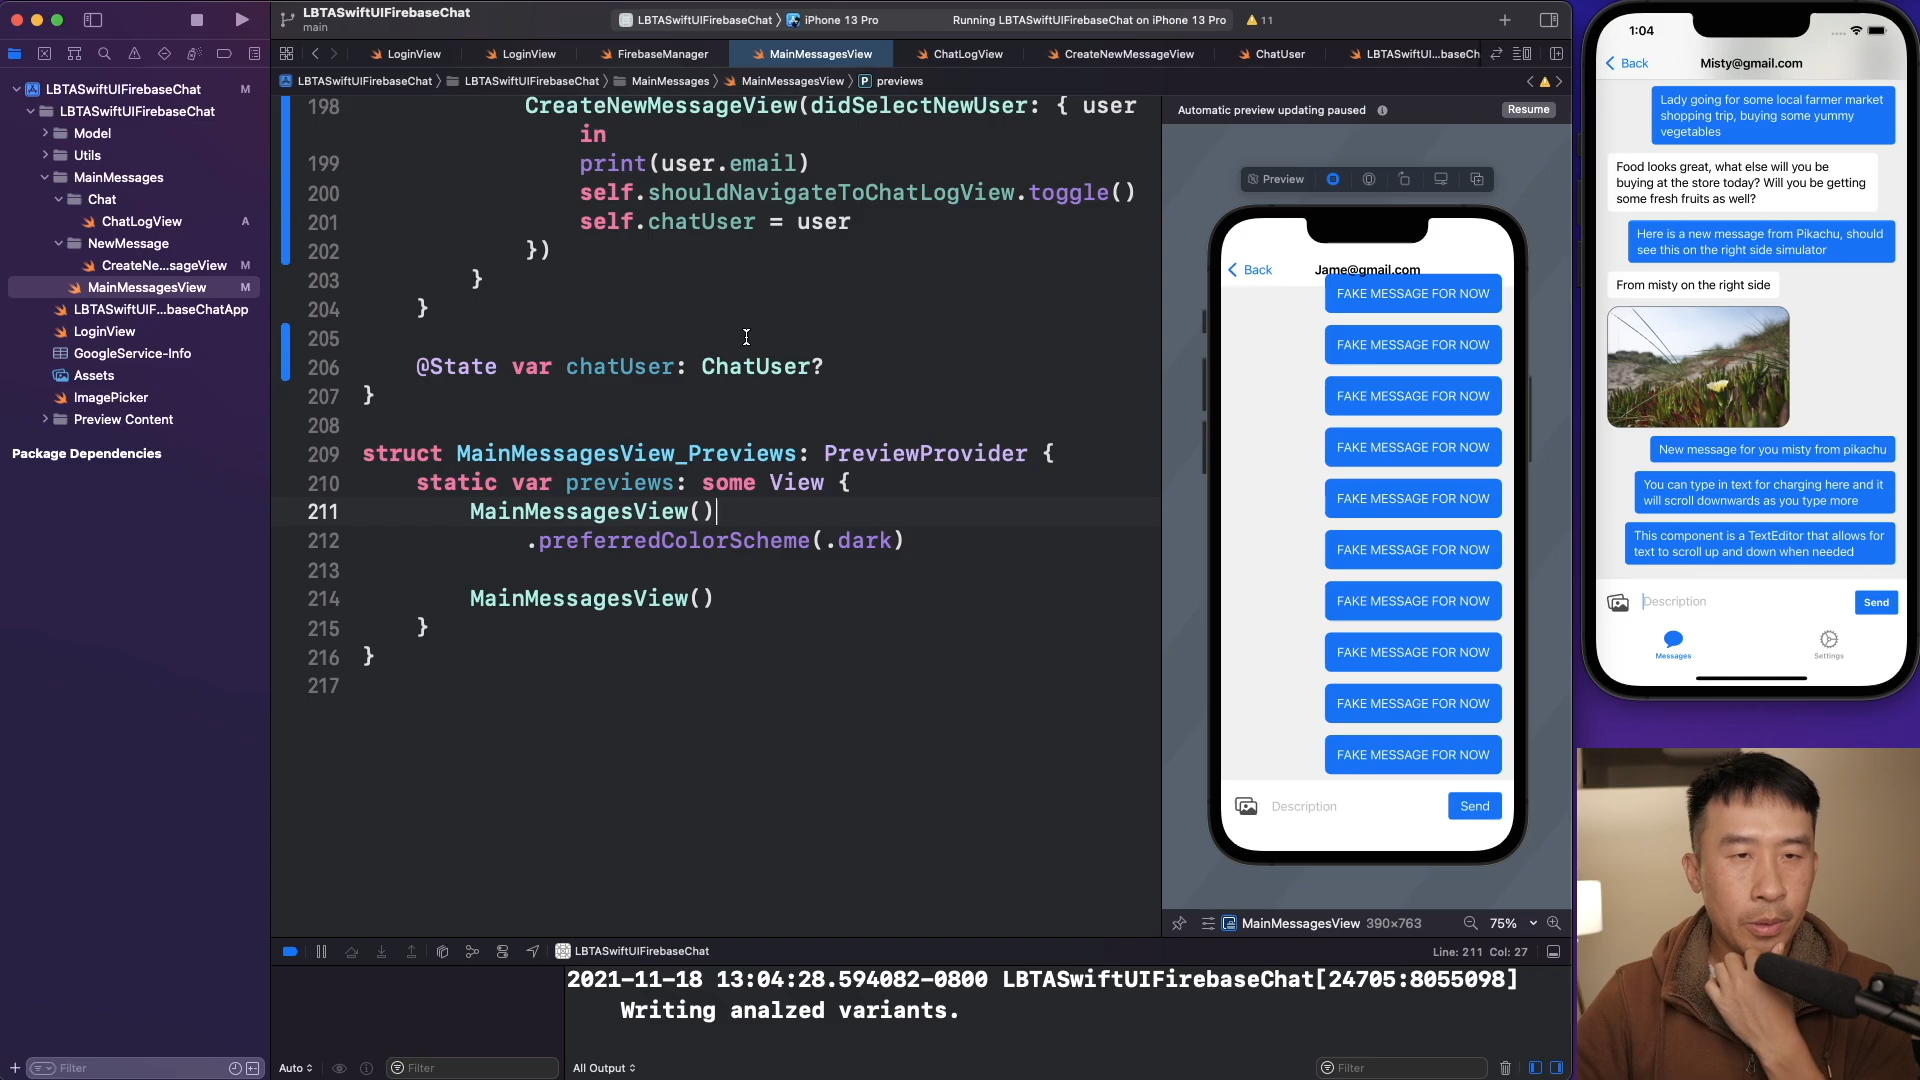 LBTASwiftUIFirebaseChat
main
LBTASwiftUIFirebaseChat
iPhone 13 Pro
Running LBTASwiftUIFirebaseChat on iPhone 13 Pro
11
LoginView
LoginView
FirebaseManager
MainMessagesView
ChatLogView
CreateNewMessageView
ChatUser
LBTASwiftUI...baseCh
LBTASwiftUIFirebaseChat
LBTASwiftUIFirebaseChat
MainMessages
MainMessagesView
P previews
LBTASwiftUIFirebaseChat M
LBTASwiftUIFirebaseChat
Model
Utils
MainMessages
Chat
ChatLogView A
NewMessage
CreateNe...sageView M
MainMessagesView M
LBTASwiftUIF...baseChatApp
LoginView
GoogleService-Info
Assets
ImagePicker
Preview Content
Package Dependencies
Filter
198 CreateNewMessageView(didSelectNewUser: { user
in
199 print(user.email)
200 self.shouldNavigateToChatLogView.toggle()
201 self.chatUser = user
202 })
203 }
204 }
205
206 @State var chatUser: ChatUser?
207 }
208
209 struct MainMessagesView_Previews: PreviewProvider {
210 static var previews: some View {
211 MainMessagesView()
212 .preferredColorScheme(.dark)
213
214 MainMessagesView()
215 }
216 }
217
Automatic preview updating paused
Resume
Preview
Back
Jame@gmail.com
FAKE MESSAGE FOR NOW
FAKE MESSAGE FOR NOW
FAKE MESSAGE FOR NOW
FAKE MESSAGE FOR NOW
FAKE MESSAGE FOR NOW
FAKE MESSAGE FOR NOW
FAKE MESSAGE FOR NOW
FAKE MESSAGE FOR NOW
FAKE MESSAGE FOR NOW
FAKE MESSAGE FOR NOW
Description
Send
MainMessagesView 390×763
75%
LBTASwiftUIFirebaseChat
Line: 211 Col: 27
2021-11-18 13:04:28.594082-0800 LBTASwiftUIFirebaseChat[24705:8055098]
Writing analzed variants.
Auto
Filter
All Output
Filter
1:04
Back
Misty@gmail.com
Lady going for some local farmer market
shopping trip, buying some yummy
vegetables
Food looks great, what else will you be
buying at the store today? Will you be getting
some fresh fruits as well?
Here is a new message from Pikachu, should
see this on the right side simulator
From misty on the right side
New message for you misty from pikachu
You can type in text for charging here and it
will scroll downwards as you type more
This component is a TextEditor that allows for
text to scroll up and down when needed
Description
Send
Messages
Settings